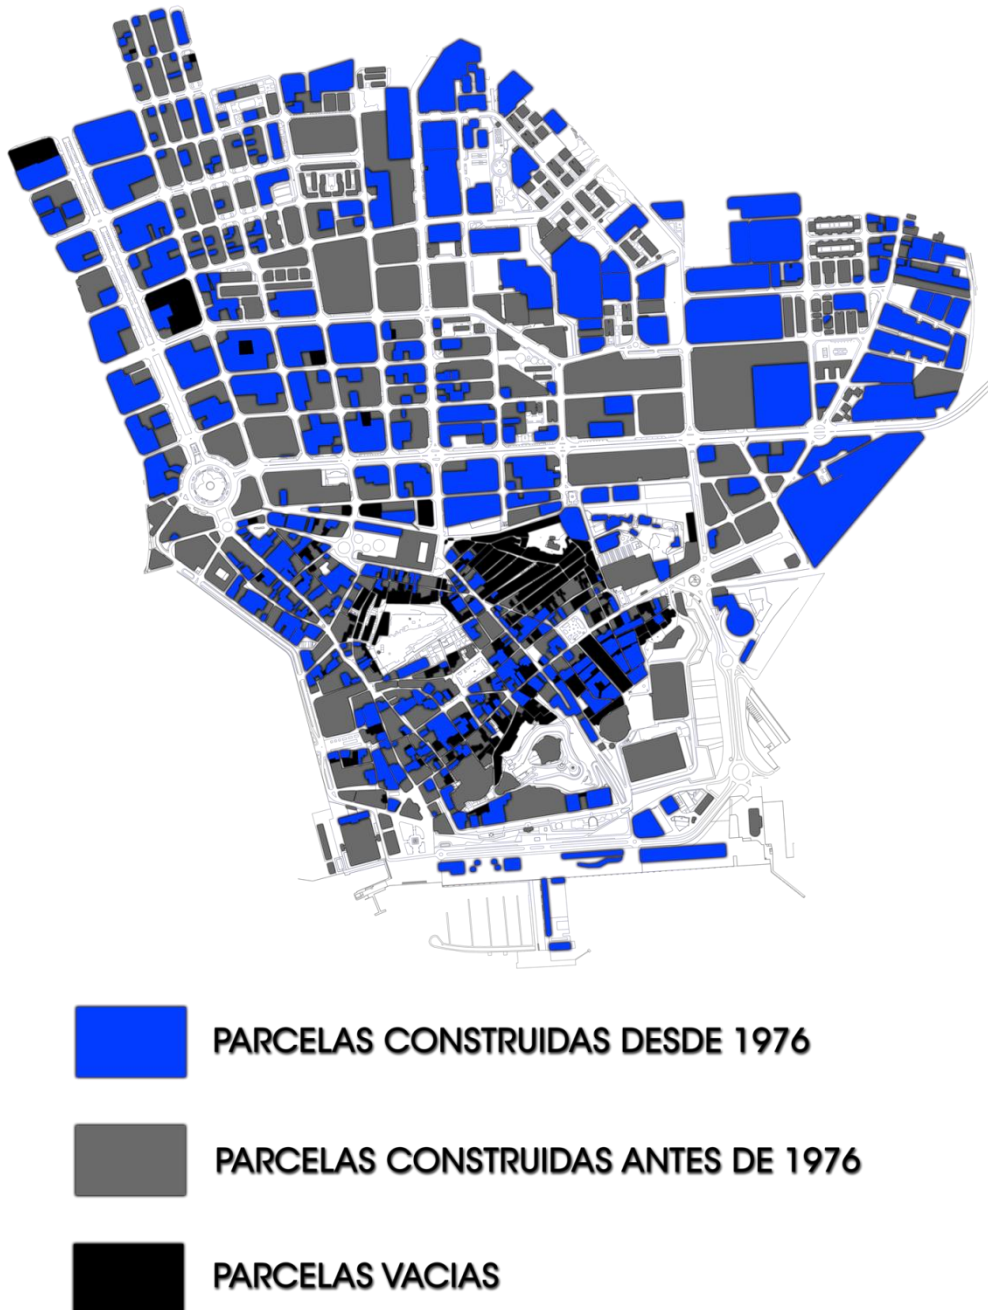 PARCELAS CONSTRUIDAS DESDE 1976
PARCELAS CONSTRUIDAS ANTES DE 1976
PARCELAS VACIAS